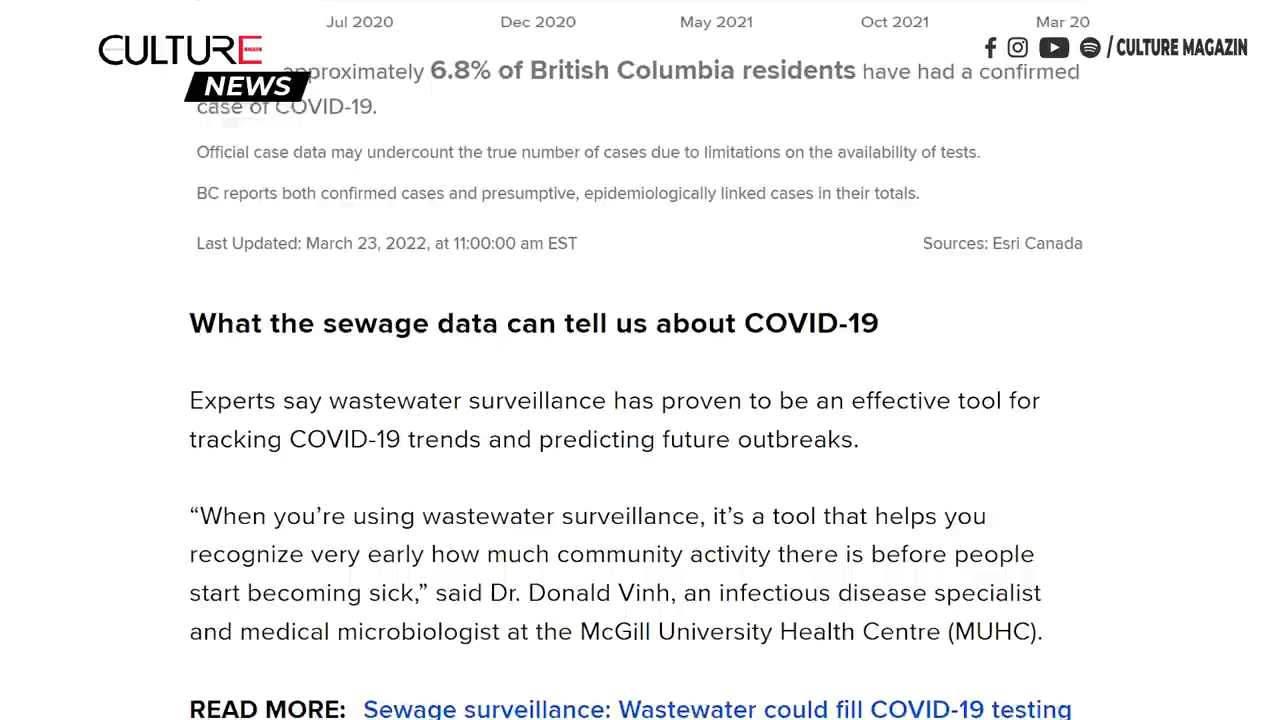 Jul 2020 Dec 2020 May 2021 Oct 2021 Mar 20
CULTURE
NEWS
/ CULTURE MAGAZIN
approximately 6.8% of British Columbia residents have had a confirmed
case of COVID-19.
Official case data may undercount the true number of cases due to limitations on the availability of tests.
BC reports both confirmed cases and presumptive, epidemiologically linked cases in their totals.
Last Updated: March 23, 2022, at 11:00:00 am EST Sources: Esri Canada
What the sewage data can tell us about COVID-19
Experts say wastewater surveillance has proven to be an effective tool for
tracking COVID-19 trends and predicting future outbreaks.
“When you’re using wastewater surveillance, it’s a tool that helps you
recognize very early how much community activity there is before people
start becoming sick,” said Dr. Donald Vinh, an infectious disease specialist
and medical microbiologist at the McGill University Health Centre (MUHC).
READ MORE: Sewage surveillance: Wastewater could fill COVID-19 testing